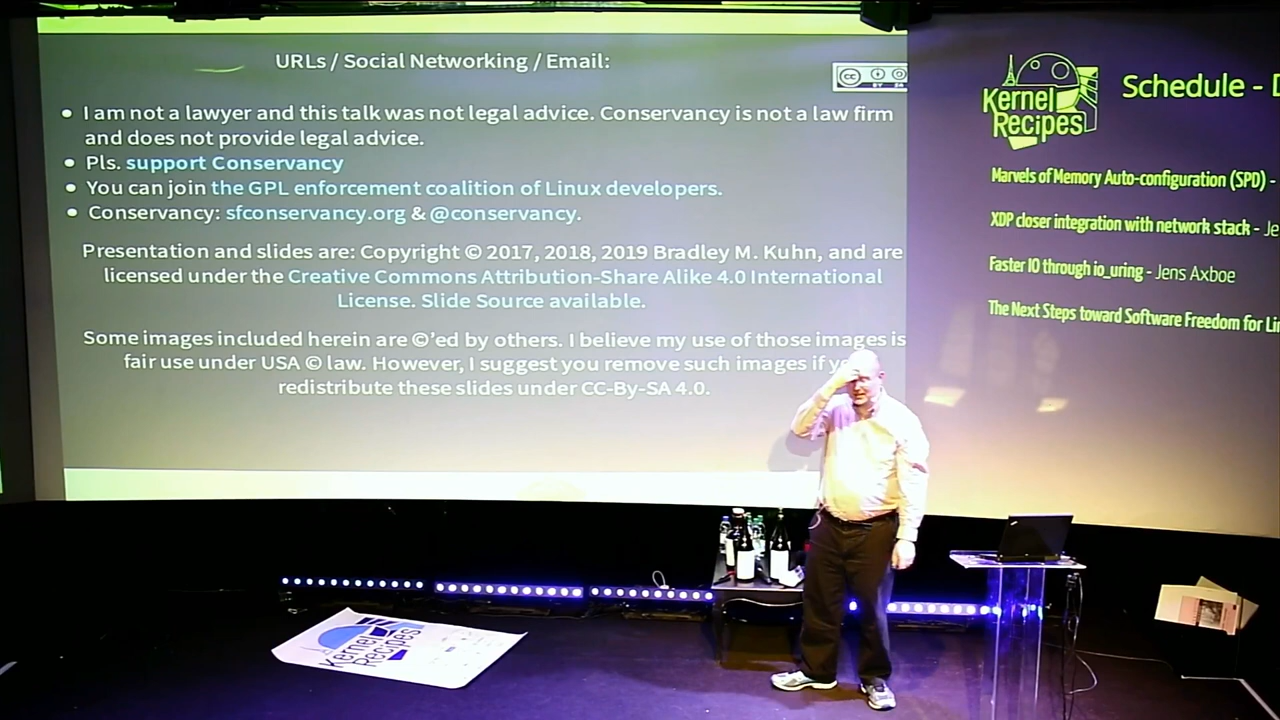 URLs / Social Networking / Email:
I am not a lawyer and this talk was not legal advice. Conservancy is not a law firm
and does not provide legal advice.
Pls. support Conservancy
You can join the GPL enforcement coalition of Linux developers.
Conservancy: sfconservancy.org & @conservancy.
Presentation and slides are: Copyright © 2017, 2018, 2019 Bradley M. Kuhn, and are
licensed under the Creative Commons Attribution-Share Alike 4.0 International
License. Slide Source available.
Some images included herein are ©'ed by others. I believe my use of those images is
fair use under USA © law. However, I suggest you remove such images if
redistribute these slides under CC-By-SA 4.0.
cc
BY
Kernel
Recipes
Schedule -
Marvels of Memory Auto-configuration (SPD) -
XDP closer integration with network stack - Je
Faster IO through io_uring - Jens Axboe
The Next Steps toward Software Freedom for Li
Kernel
Recipes